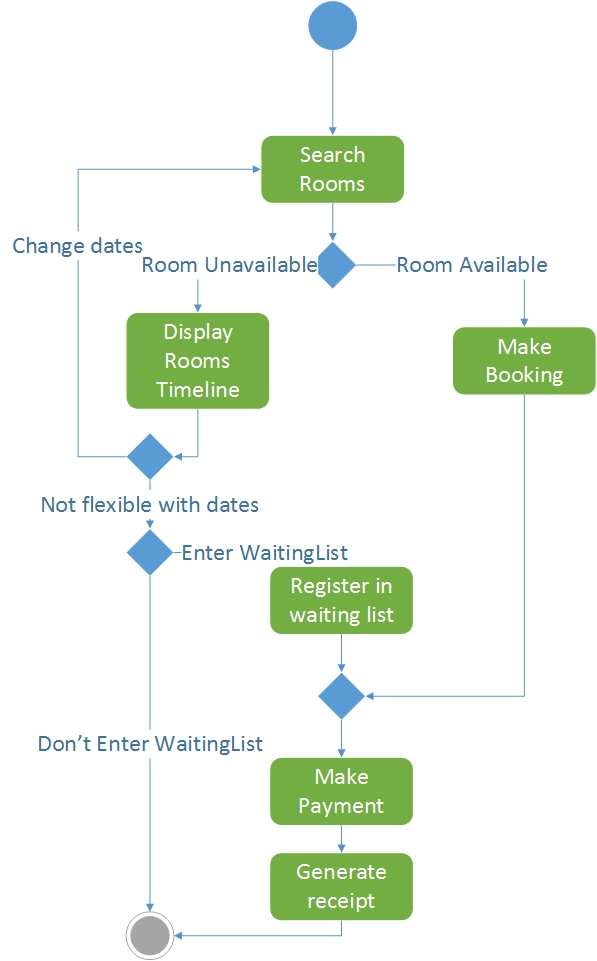 Search
Rooms
Change dates
Room Unavailable
Room Available
Display
Rooms
Timeline
Make
Booking
Not flexible with dates
Enter WaitingList
Register in
waiting list
Don't Enter WaitingList
Make
Payment
Generate
receipt